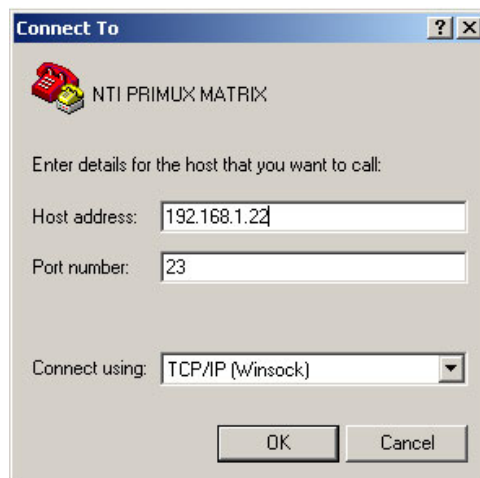 Connect To
NTI PRIMUX MATRIX
Enter details for the host that you want to call:
Host address: 192.168.1.22
Port number: 23
Connect using: TCP/IP (Winsock)
OK Cancel